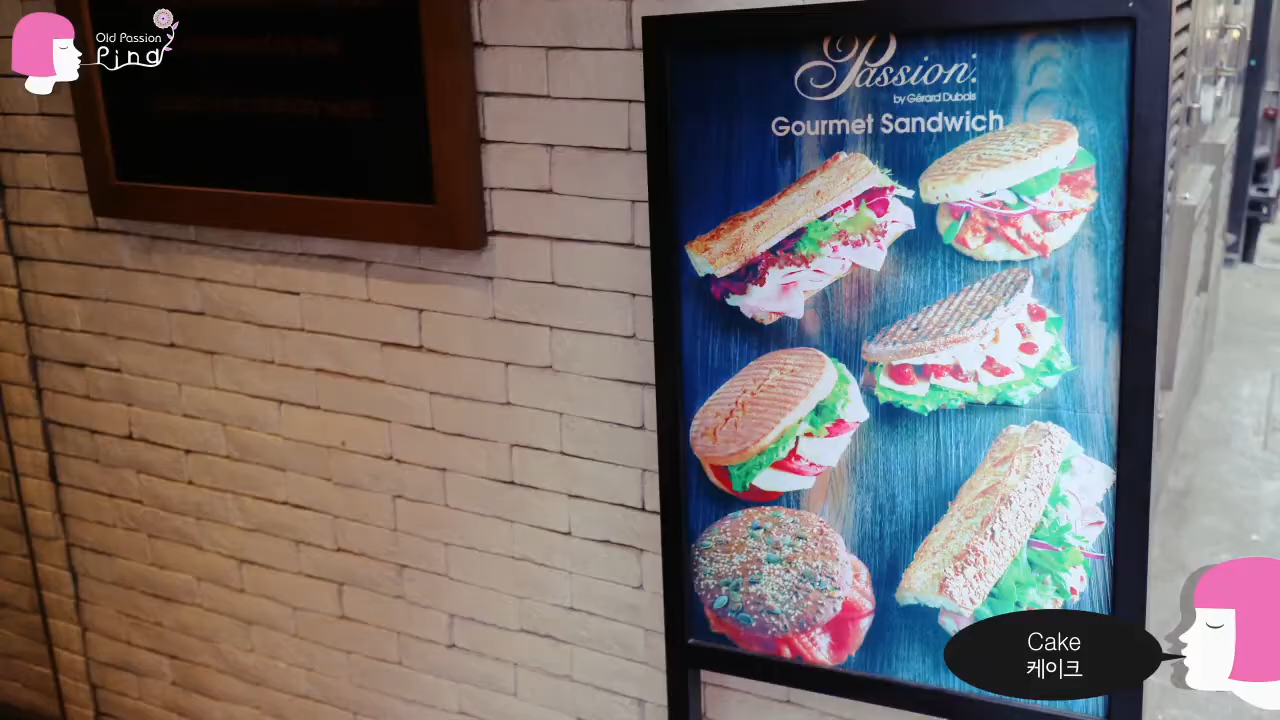 Old Passion
Pind
Passion:
by Gérard Dubois
Gourmet Sandwich
Cake
케이크